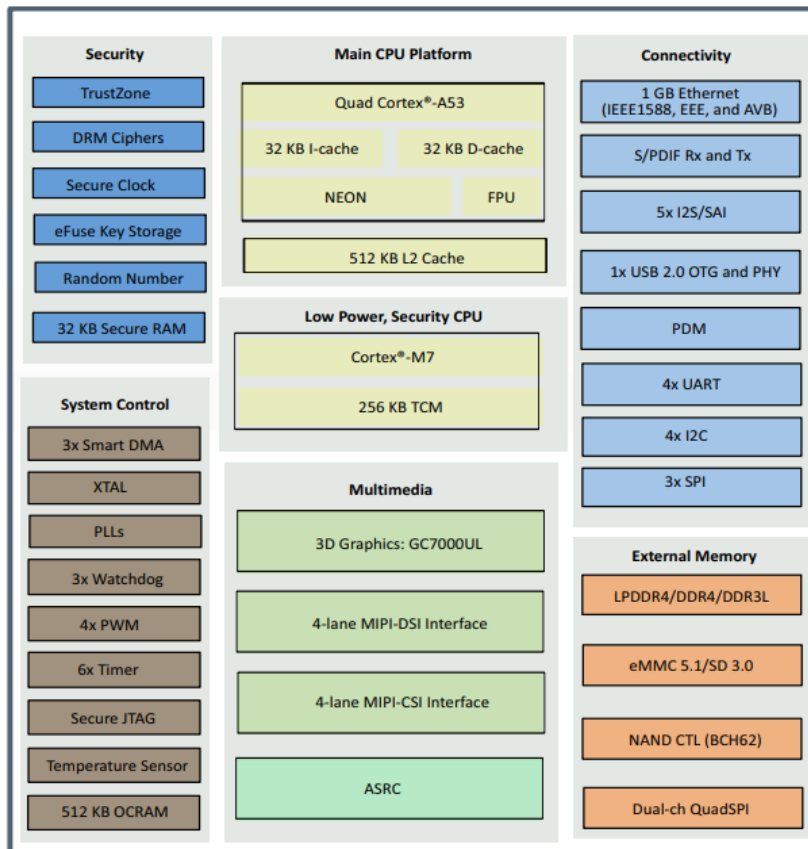 Security
TrustZone
DRM Ciphers
Secure Clock
eFuse Key Storage
Random Number
32 KB Secure RAM
System Control
3x Smart DMA
XTAL
PLLs
3x Watchdog
4x PWM
6x Timer
Secure JTAG
Temperature Sensor
512 KB OCRAM
Main CPU Platform
Quad Cortex®-A53
32 KB I-cache
32 KB D-cache
NEON
FPU
512 KB L2 Cache
Low Power, Security CPU
Cortex®-M7
256 KB TCM
Multimedia
3D Graphics: GC7000UL
4-lane MIPI-DSI Interface
4-lane MIPI-CSI Interface
ASRC
Connectivity
1 GB Ethernet
(IEEE1588, EEE, and AVB)
S/PDIF Rx and Tx
5x I2S/SAI
1x USB 2.0 OTG and PHY
PDM
4x UART
4x I2C
3x SPI
External Memory
LPDDR4/DDR4/DDR3L
eMMC 5.1/SD 3.0
NAND CTL (BCH62)
Dual-ch QuadSPI